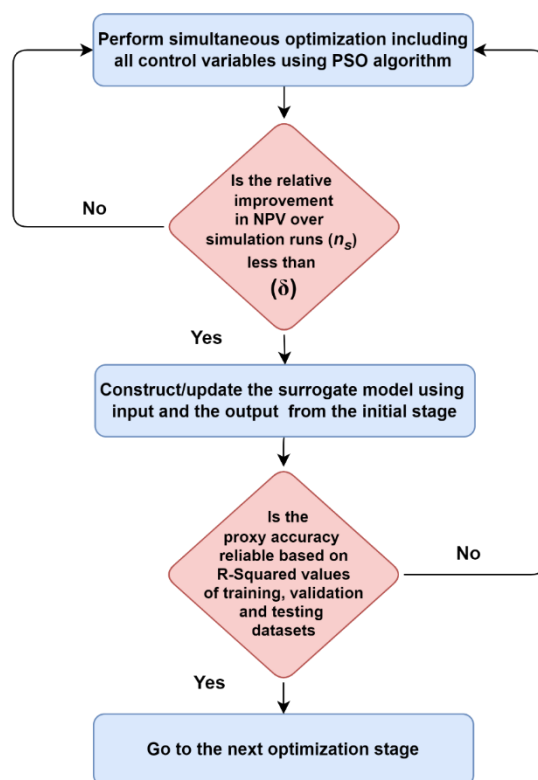 Perform simultaneous optimization including
all control variables using PSO algorithm
Is the relative
improvement
in NPV over
simulation runs (ns)
less than
(δ)
No
Yes
Construct/update the surrogate model using
input and the output from the initial stage
Is the
proxy accuracy
reliable based on
R-Squared values
of training, validation
and testing
datasets
No
Yes
Go to the next optimization stage